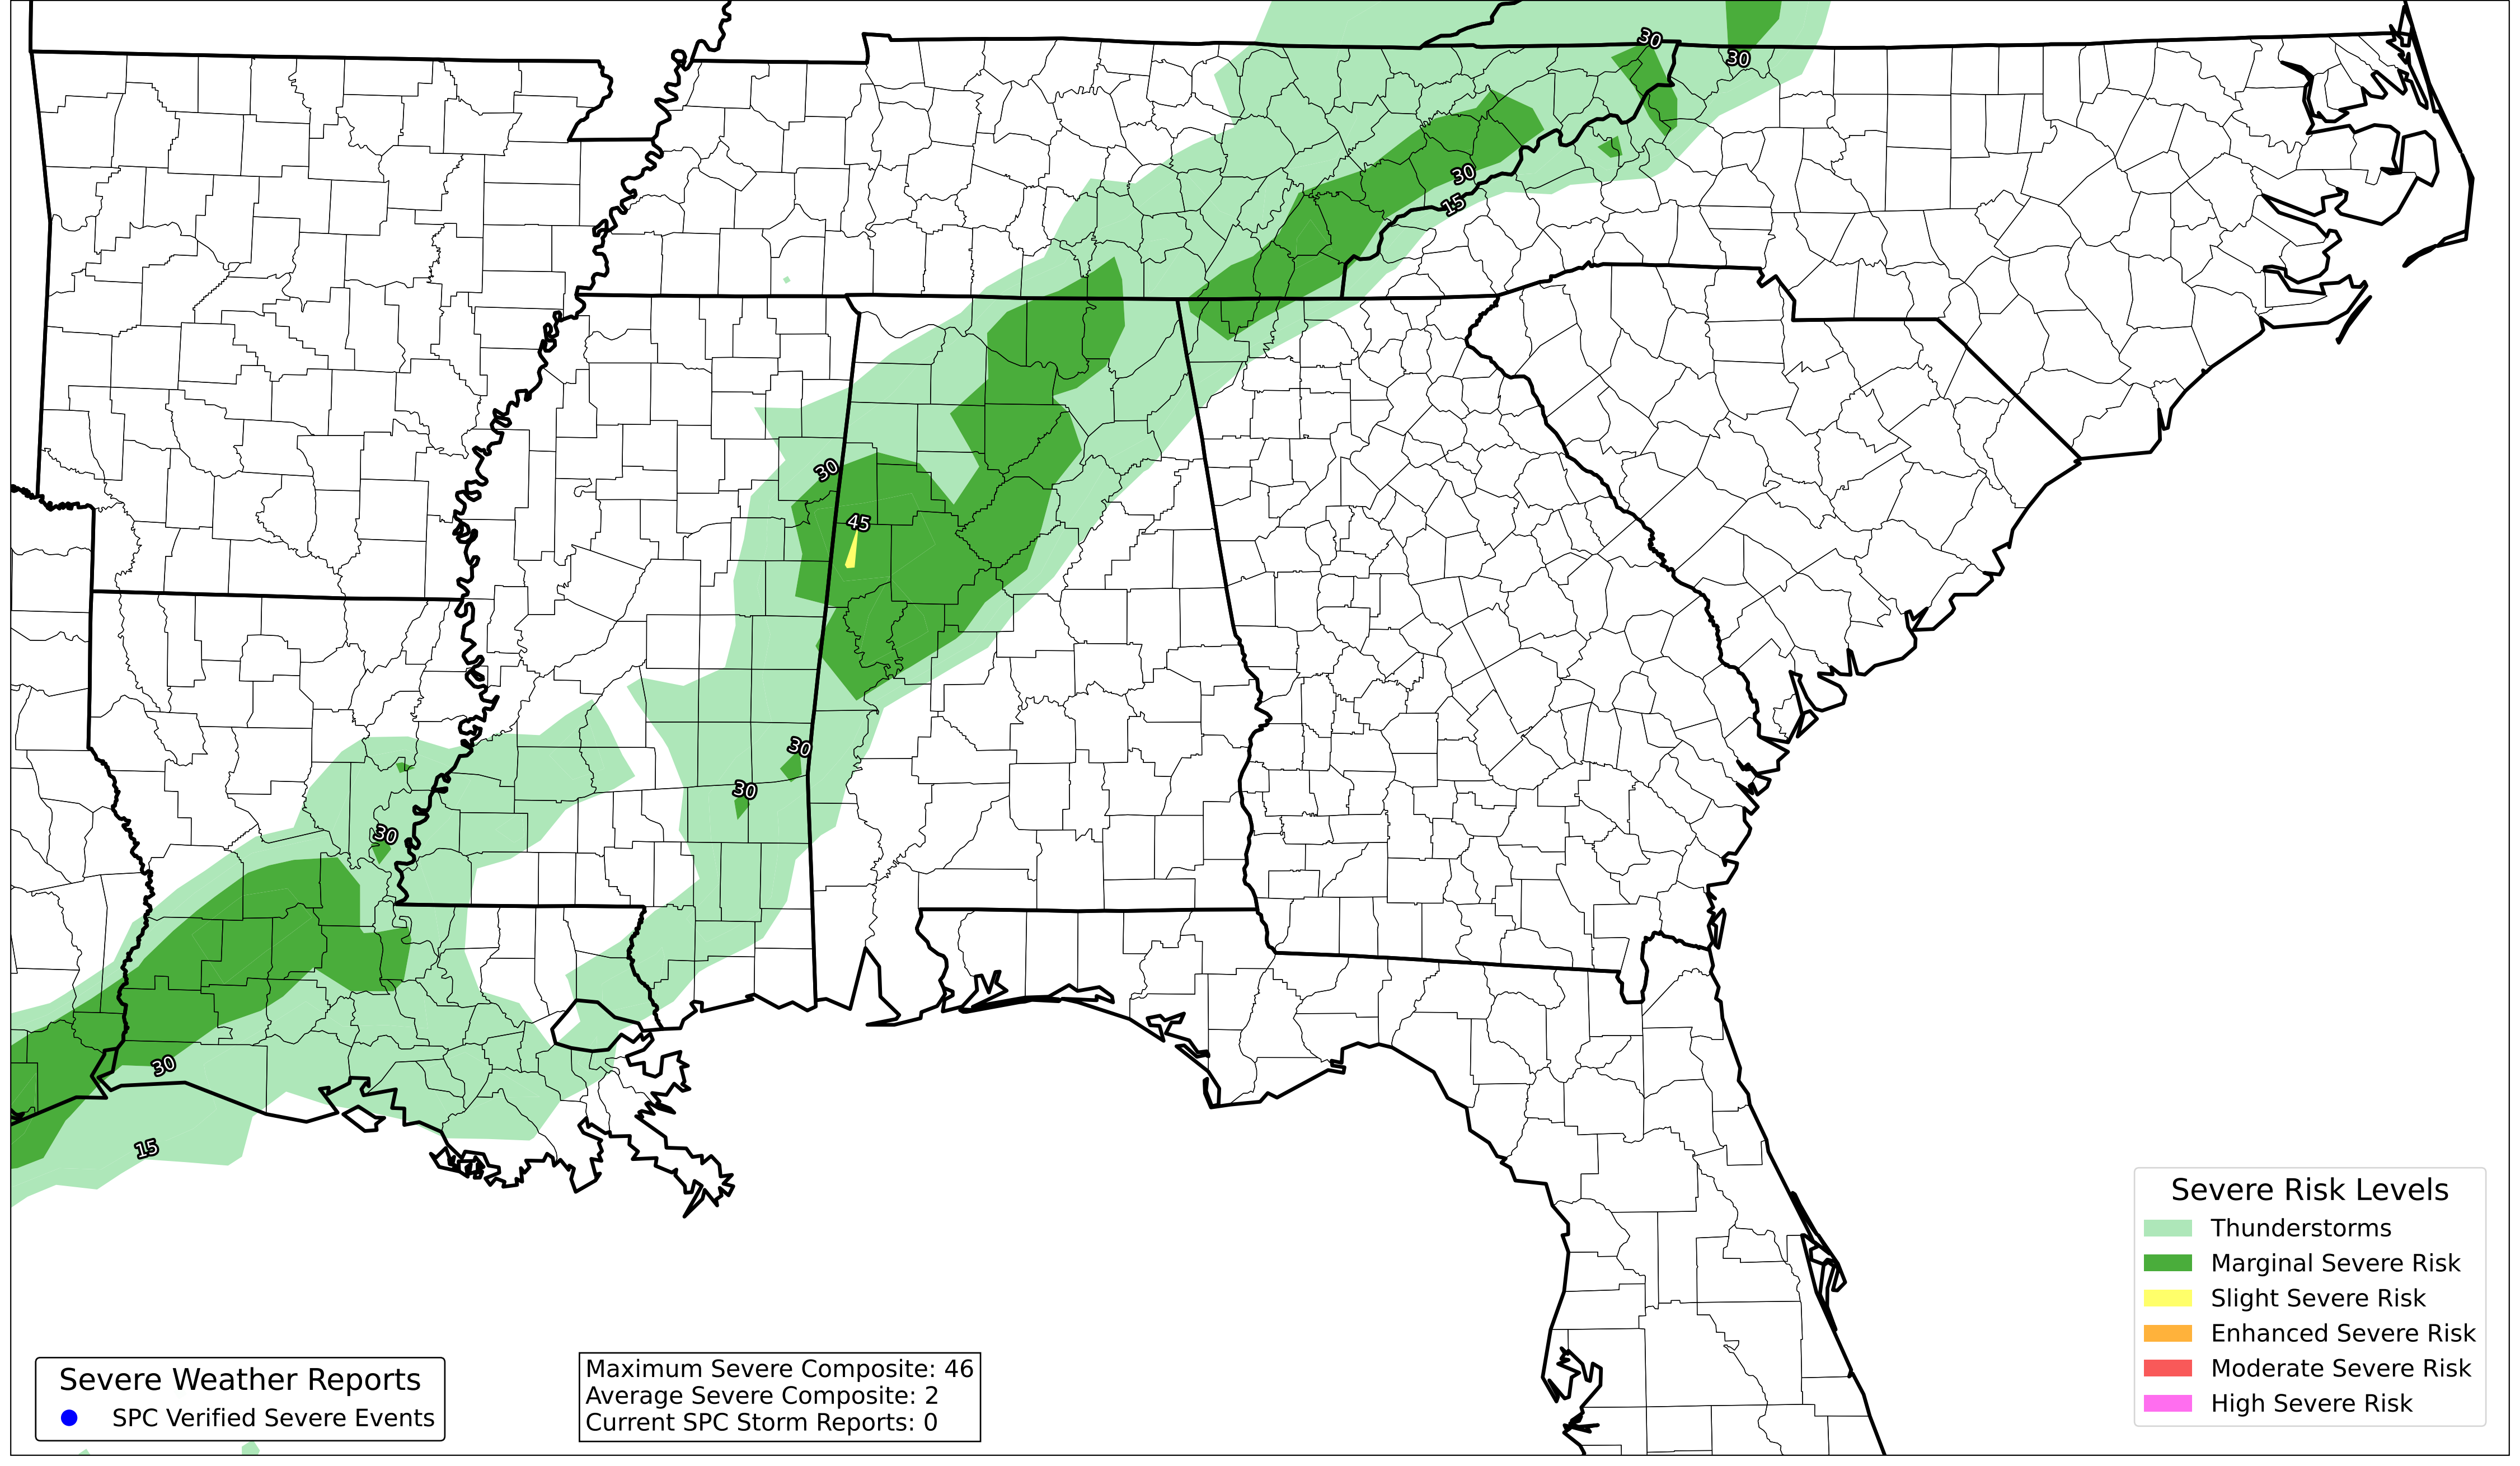 30
30
30
15
30
45
30
30
30
30
15
Severe Risk Levels
Thunderstorms
Marginal Severe Risk
Slight Severe Risk
Enhanced Severe Risk
Moderate Severe Risk
High Severe Risk
Severe Weather Reports
SPC Verified Severe Events
Maximum Severe Composite: 46
Average Severe Composite: 2
Current SPC Storm Reports: 0